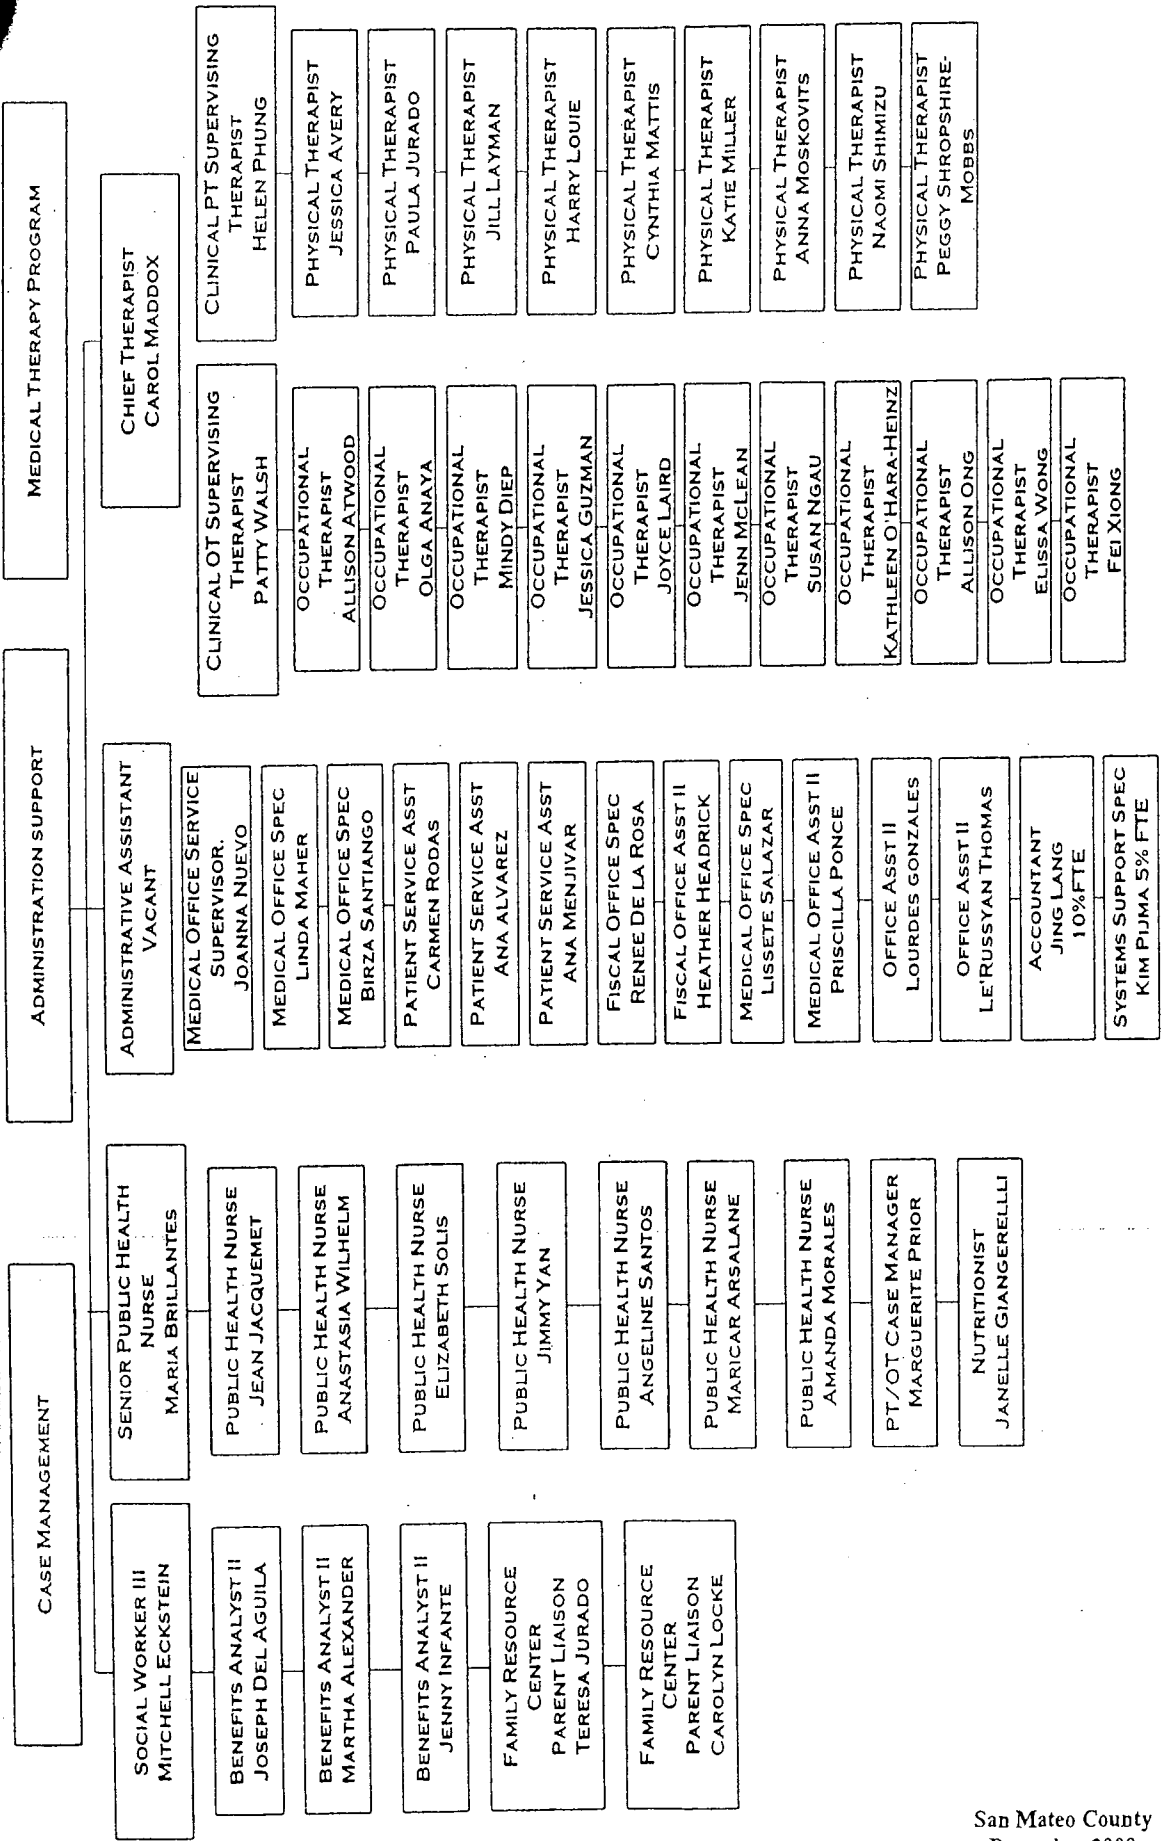 CASE MANAGEMENT
ADMINISTRATION SUPPORT
MEDICAL THERAPY PROGRAM
SOCIAL WORKER III
MITCHELL ECKSTEIN
BENEFITS ANALYST II
JOSEPH DEL AGUILA
BENEFITS ANALYST II
MARTHA ALEXANDER
BENEFITS ANALYST II
JENNY INFANTE
FAMILY RESOURCE
CENTER
PARENT LIAISON
TERESA JURADO
FAMILY RESOURCE
CENTER
PARENT LIAISON
CAROLYN LOCKE
SENIOR PUBLIC HEALTH
NURSE
MARIA BRILLANTES
PUBLIC HEALTH NURSE
JEAN JACQUEMET
PUBLIC HEALTH NURSE
ANASTASIA WILHELM
PUBLIC HEALTH NURSE
ELIZABETH SOLIS
PUBLIC HEALTH NURSE
JIMMY YAN
PUBLIC HEALTH NURSE
ANGELINE SANTOS
PUBLIC HEALTH NURSE
MARICAR ARSALANE
PUBLIC HEALTH NURSE
AMANDA MORALES
PT/OT CASE MANAGER
MARGUERITE PRIOR
NUTRITIONIST
JANELLE GIANGERELLLI
ADMINISTRATIVE ASSISTANT
VACANT
MEDICAL OFFICE SERVICE
SUPERVISOR.
JOANNA NUEVO
MEDICAL OFFICE SPEC
LINDA MAHER
MEDICAL OFFICE SPEC
BIRZA SANTIANGO
PATIENT SERVICE ASST
CARMEN RODAS
PATIENT SERVICE ASST
ANA ALVAREZ
PATIENT SERVICE ASST
ANA MENJIVAR
FISCAL OFFICE SPEC
RENEE DE LA ROSA
FISCAL OFFICE ASST II
HEATHER HEADRICK
MEDICAL OFFICE SPEC
LISSETE SALAZAR
MEDICAL OFFICE ASST II
PRISCILLA PONCE
OFFICE ASST II
LOURDES GONZALES
OFFICE ASST II
LE'RUSSYAN THOMAS
ACCOUNTANT
JING LANG
10%FTE
SYSTEMS SUPPORT SPEC
KIM PIJMA 5% FTE
CHIEF THERAPIST
CAROL MADDOX
CLINICAL OT SUPERVISING
THERAPIST
PATTY WALSH
OCCUPATIONAL
THERAPIST
ALLISON ATWOOD
OCCUPATIONAL
THERAPIST
OLGA ANAYA
OCCUPATIONAL
THERAPIST
MINDY DIEP
OCCUPATIONAL
THERAPIST
JESSICA GUZMAN
OCCUPATIONAL
THERAPIST
JOYCE LAIRD
OCCUPATIONAL
THERAPIST
JENN MCLEAN
OCCUPATIONAL
THERAPIST
SUSAN NGAU
OCCUPATIONAL
THERAPIST
KATHLEEN O'HARA-HEINZ
OCCUPATIONAL
THERAPIST
ALLISON ONG
OCCUPATIONAL
THERAPIST
ELISSA WONG
OCCUPATIONAL
THERAPIST
FEI XIONG
CLINICAL PT SUPERVISING
THERAPIST
HELEN PHUNG
PHYSICAL THERAPIST
JESSICA AVERY
PHYSICAL THERAPIST
PAULA JURADO
PHYSICAL THERAPIST
JILL LAYMAN
PHYSICAL THERAPIST
HARRY LOUIE
PHYSICAL THERAPIST
CYNTHIA MATTIS
PHYSICAL THERAPIST
KATIE MILLER
PHYSICAL THERAPIST
ANNA MOSKOVITS
PHYSICAL THERAPIST
NAOMI SHIMIZU
PHYSICAL THERAPIST
PEGGY SHROPSHIRE-
MOBBS
San Mateo County